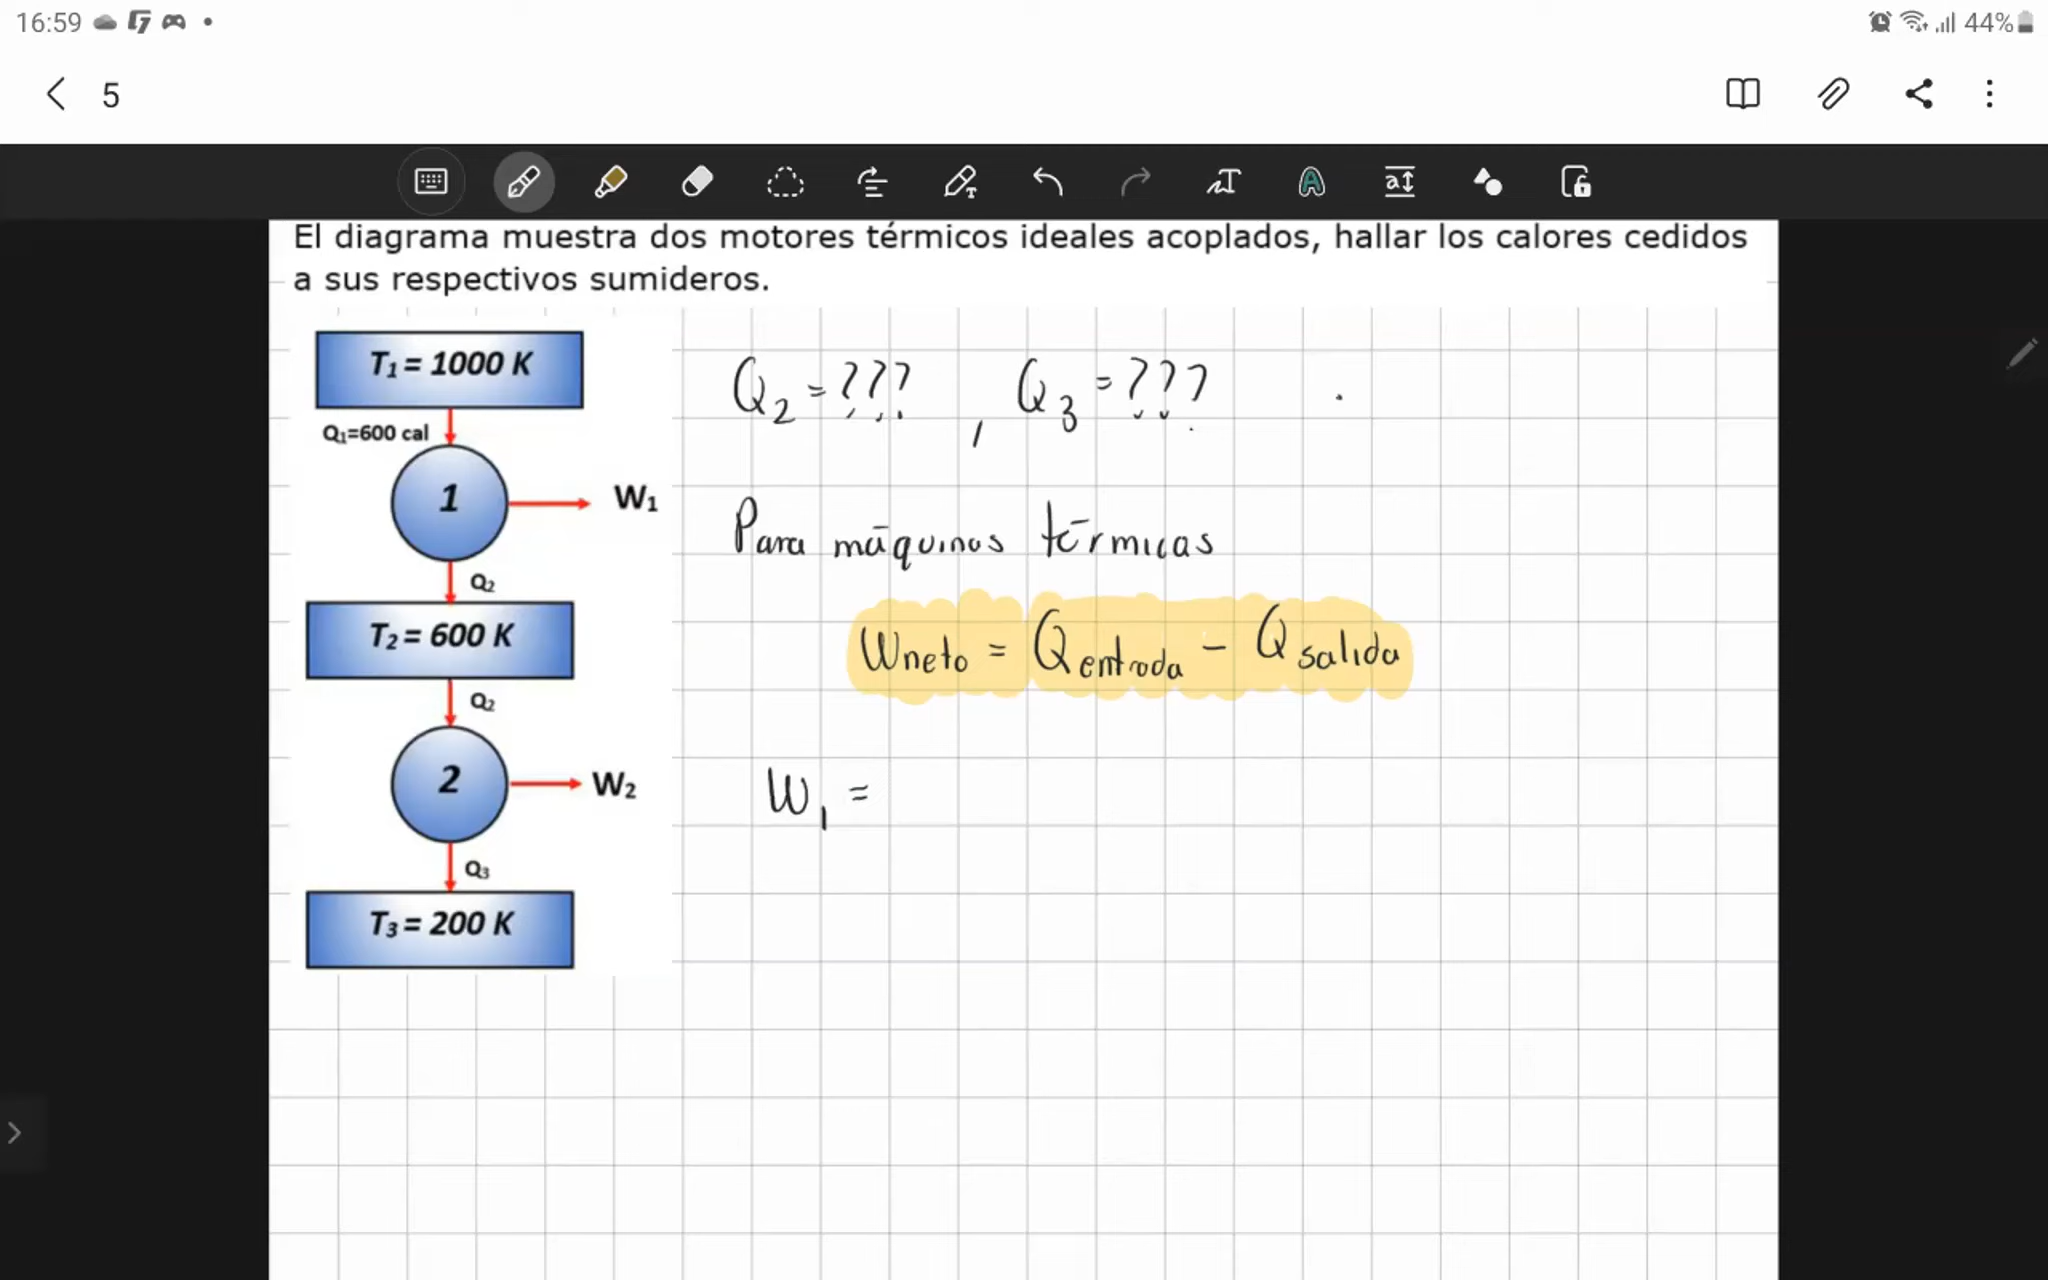 16:59
44%
5
El diagrama muestra dos motores térmicos ideales acoplados, hallar los calores cedidos
a sus respectivos sumideros.
T₁ = 1000 K
Q₁=600 cal
1
W₁
Q₂
T₂ = 600 K
Q₂
2
W₂
Q₃
T₃ = 200 K
Q₂ = ??? , Q₃ = ???
Para máquinas térmicas
Wneto = Qentrada - Qsalida
W₁ =